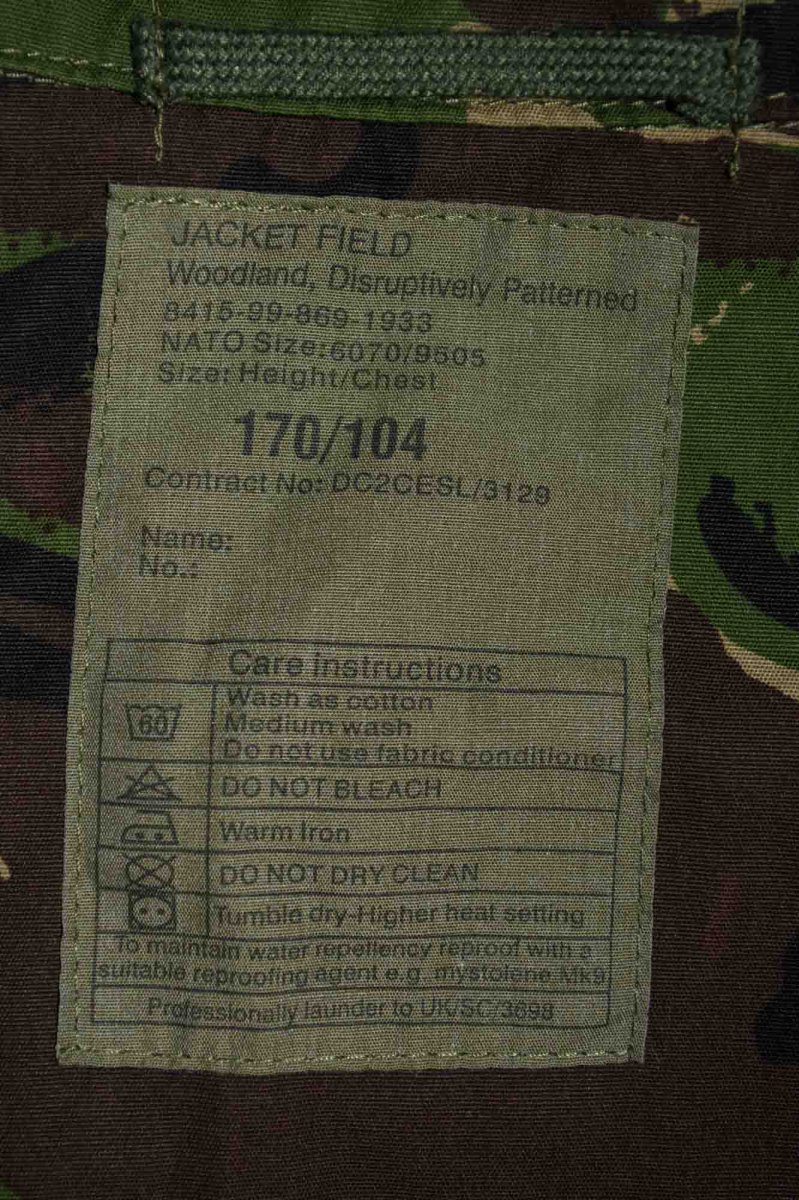 JACKET FIELD
Woodland, Disruptively Patterned
8415-99-869-1933
NATO Size:6070/9505
Size: Height/Chest
170/104
Contract No: DC2CESL/3128
Name:
No.:
Care instructions
60
Wash as cotton
Medium wash
Do not use fabric conditioner
DO NOT BLEACH
Warm Iron
DO NOT DRY CLEAN
Tumble dry-Higher heat setting
To maintain water repellency reproof with a
suitable reproofing agent e.g. mystolene Mk9
Professionally launder to UK/SC/3698